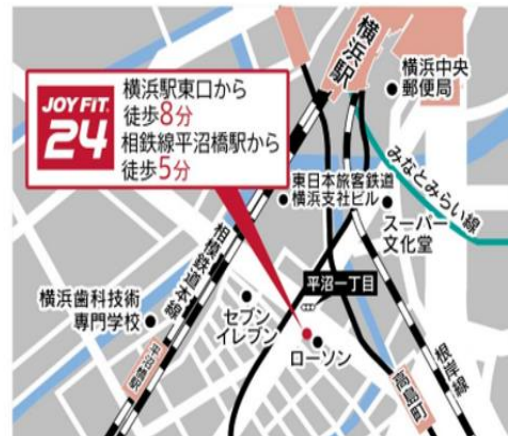 横浜駅
横浜中央
郵便局
JOYFIT.
24
横浜駅東口から
徒歩8分
相鉄線平沼橋駅から
徒歩5分
みなとみらい線
東日本旅客鉄道
横浜支社ビル
スーパー
文化堂
相模鉄道本線
平沼一丁目
横浜歯科技術
専門学校
セブン
イレブン
ローソン
平沼橋駅
高島町
根岸線